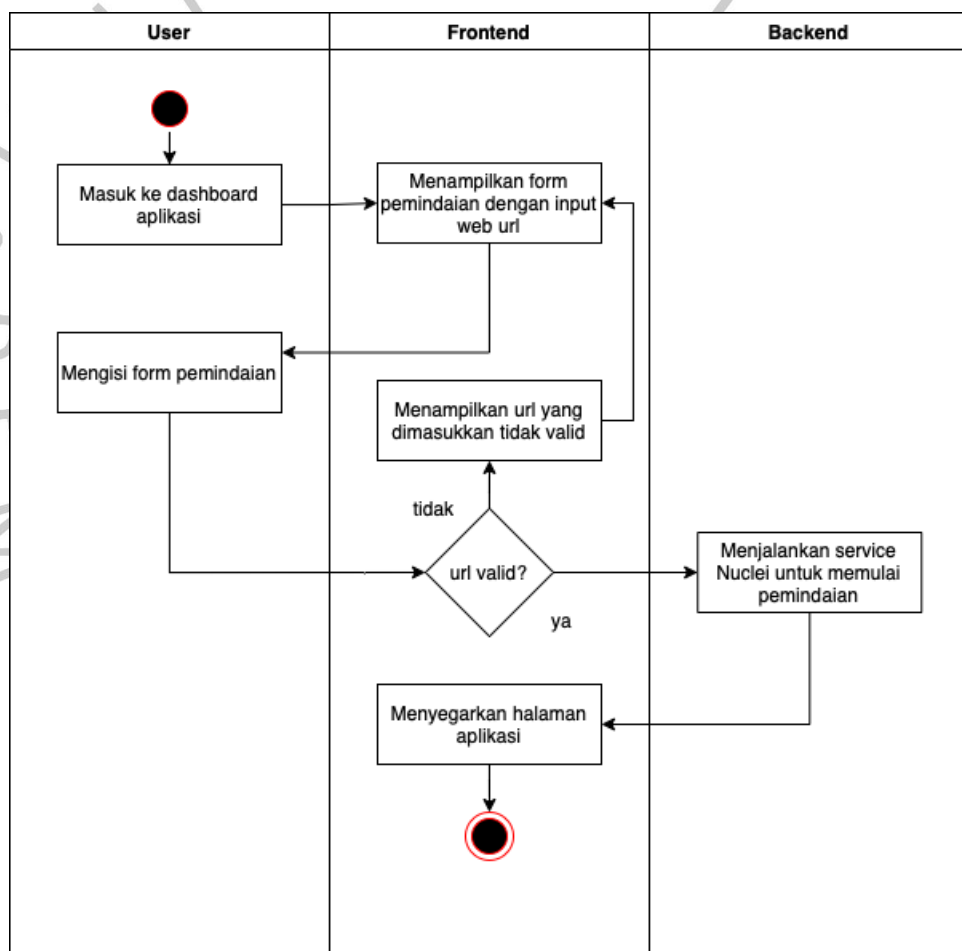 User
Frontend
Backend
Masuk ke dashboard
aplikasi
Menampilkan form
pemindaian dengan input
web url
Mengisi form pemindaian
Menampilkan url yang
dimasukkan tidak valid
tidak
url valid?
ya
Menjalankan service
Nuclei untuk memulai
pemindaian
Menyegarkan halaman
aplikasi